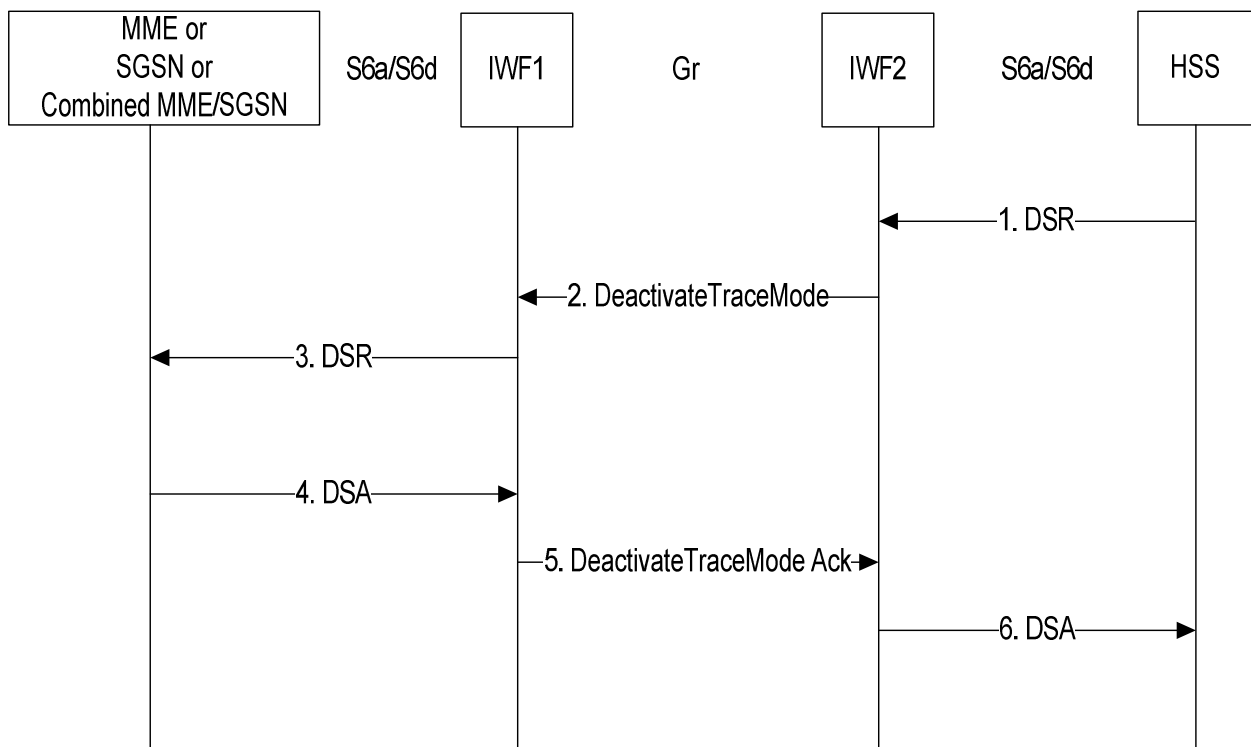 MME or
SGSN or
Combined MME/SGSN
S6a/S6d
IWF1
Gr
IWF2
S6a/S6d
HSS
1. DSR
2. DeactivateTraceMode
3. DSR
4. DSA
5. DeactivateTraceMode Ack
6. DSA